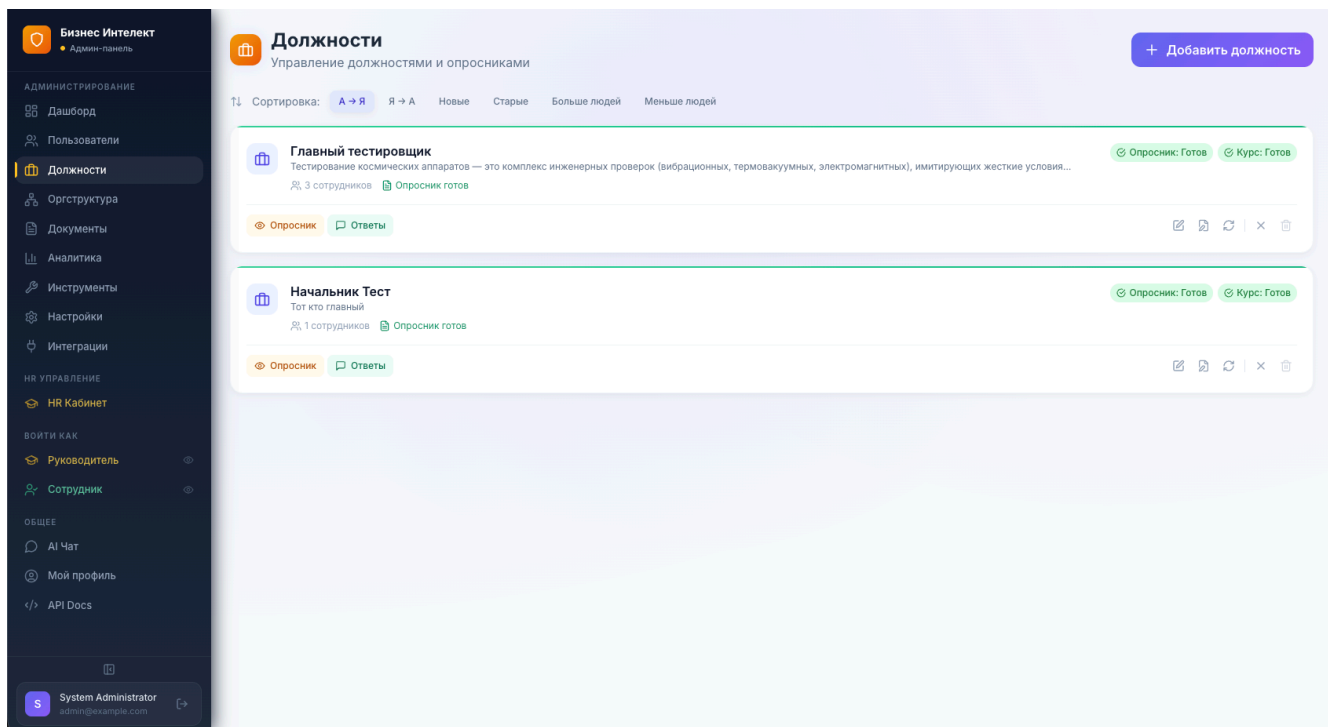 Бизнес Интелект
Админ-панель
АДМИНИСТРИРОВАНИЕ
Дашборд
Пользователи
Должности
Оргструктура
Документы
Аналитика
Инструменты
Настройки
Интеграции
HR УПРАВЛЕНИЕ
HR Кабинет
ВОЙТИ КАК
Руководитель
Сотрудник
ОБЩЕЕ
AI Чат
Мой профиль
API Docs
S
System Administrator
admin@example.com
Должности
Управление должностями и опросниками
Добавить должность
Сортировка: А → Я Я → А Новые Старые Больше людей Меньше людей
Главный тестировщик
Тестирование космических аппаратов — это комплекс инженерных проверок (вибрационных, термовакуумных, электромагнитных), имитирующих жесткие условия...
3 сотрудников Опросник готов
Опросник: Готов Курс: Готов
Опросник Ответы
Начальник Тест
Тот кто главный
1 сотрудников Опросник готов
Опросник: Готов Курс: Готов
Опросник Ответы